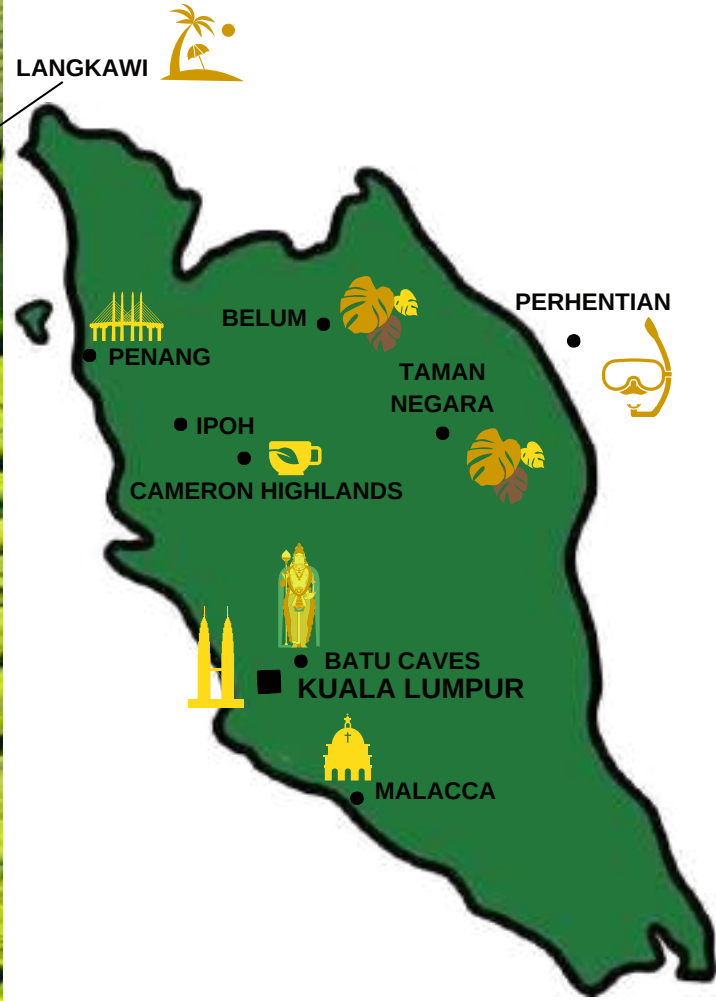 LANGKAWI
PERHENTIAN
BELUM
PENANG
TAMAN
NEGARA
IPOH
CAMERON HIGHLANDS
BATU CAVES
KUALA LUMPUR
MALACCA